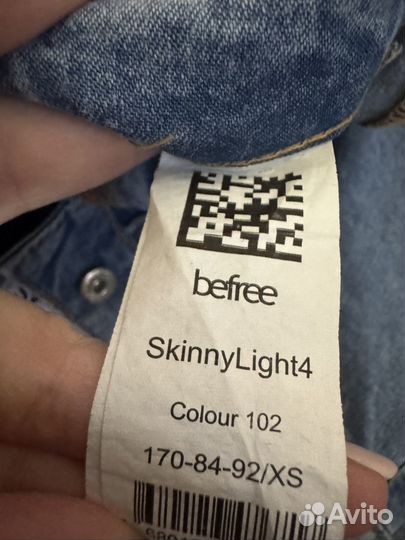 befree
SkinnyLight4
Colour 102
170-84-92/XS
Avito